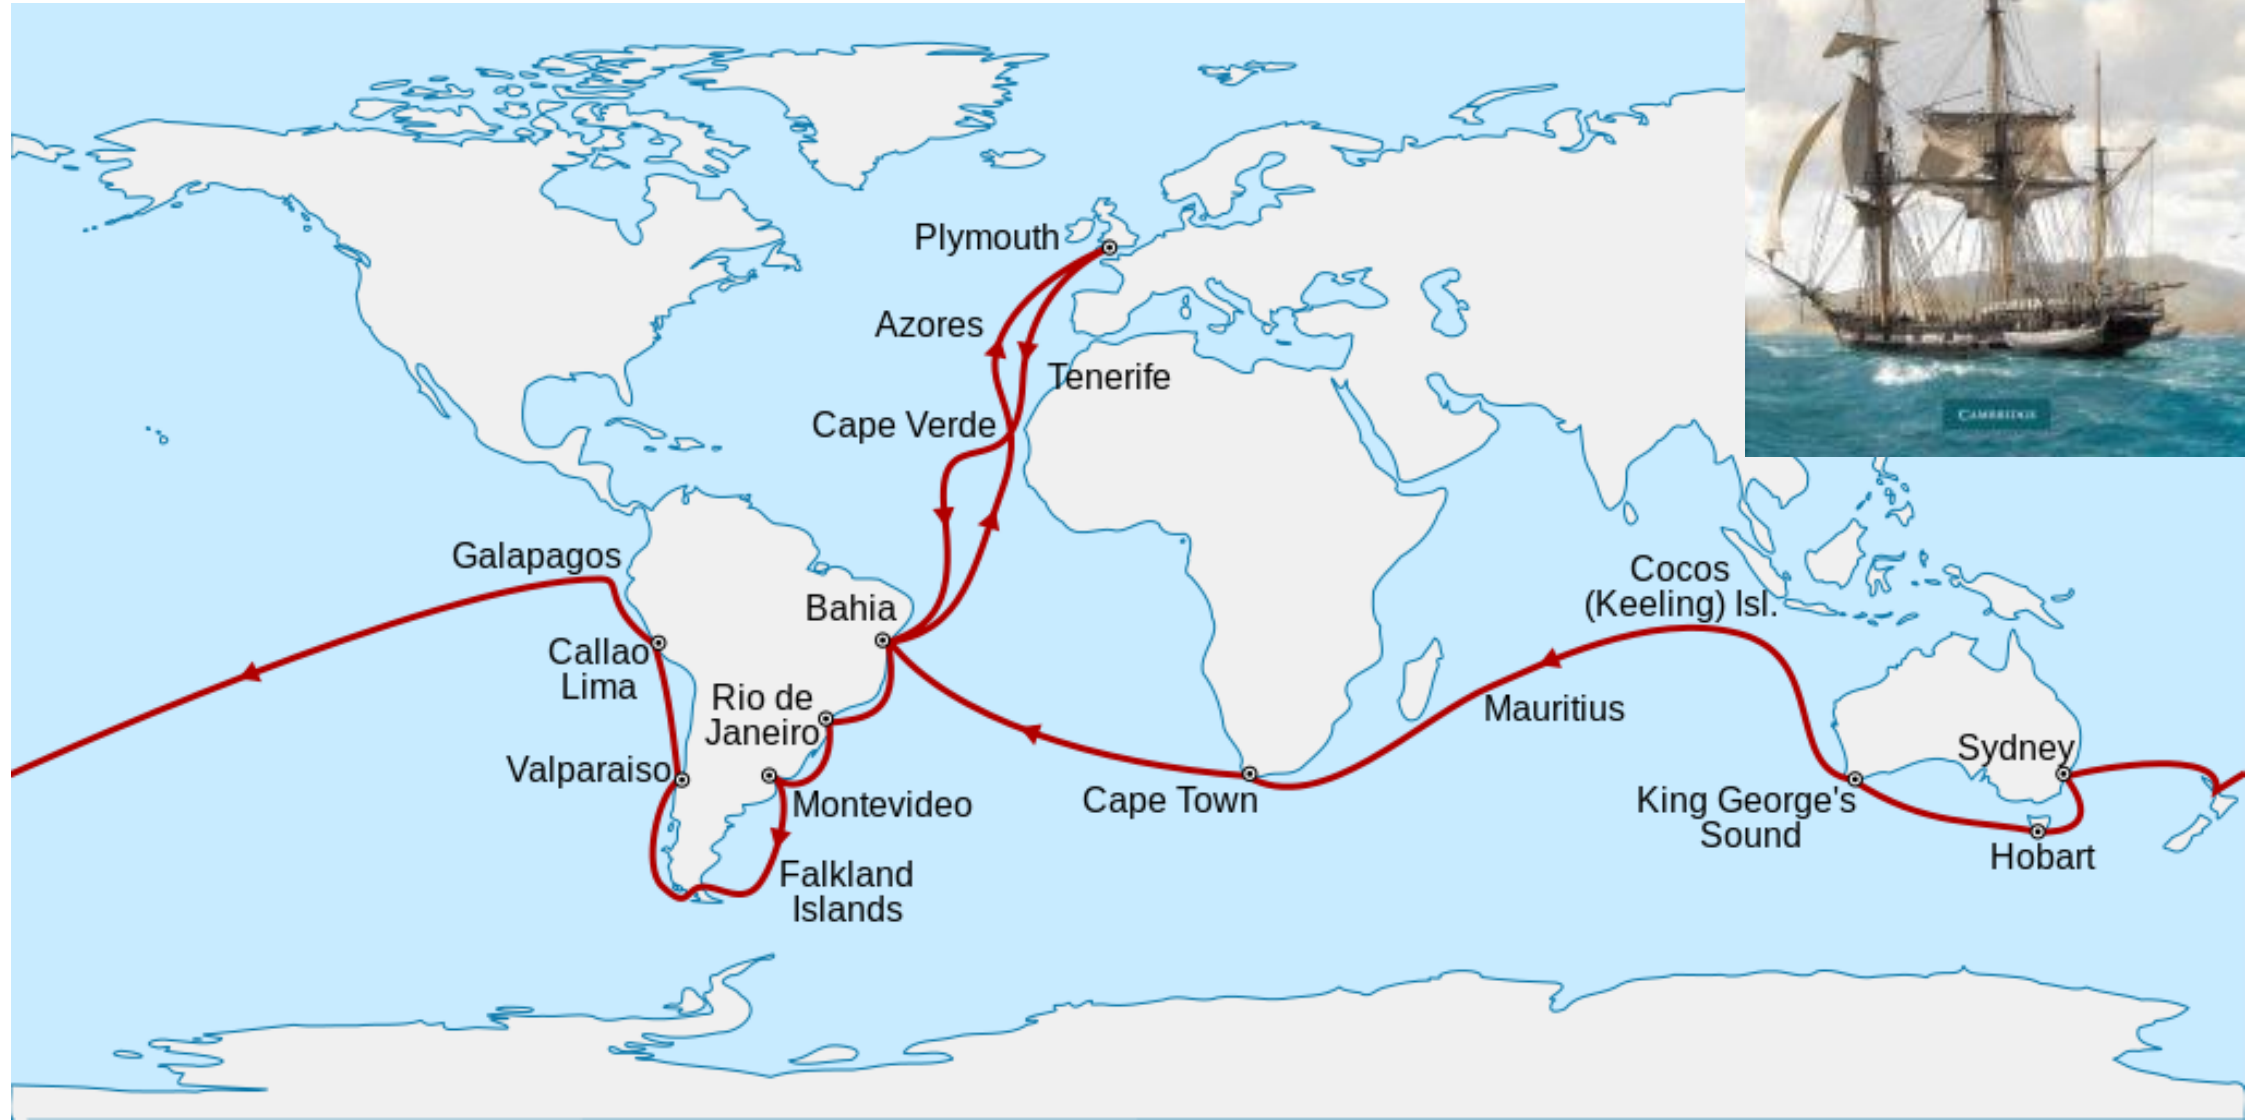 Plymouth
Azores
Tenerife
Cape Verde
Galapagos
Bahia
Callao
Lima
Rio de
Janeiro
Valparaiso
Montevideo
Falkland
Islands
Cape Town
Mauritius
Cocos
(Keeling) Isl.
King George's
Sound
Sydney
Hobart
CAMBRIDGE